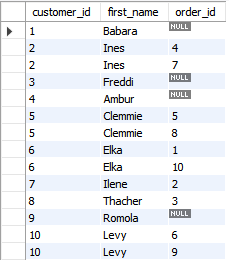 customer_id first_name order_id
1 Babara NULL
2 Ines 4
2 Ines 7
3 Freddi NULL
4 Ambur NULL
5 Clemmie 5
5 Clemmie 8
6 Elka 1
6 Elka 10
7 Ilene 2
8 Thacher 3
9 Romola NULL
10 Levy 6
10 Levy 9